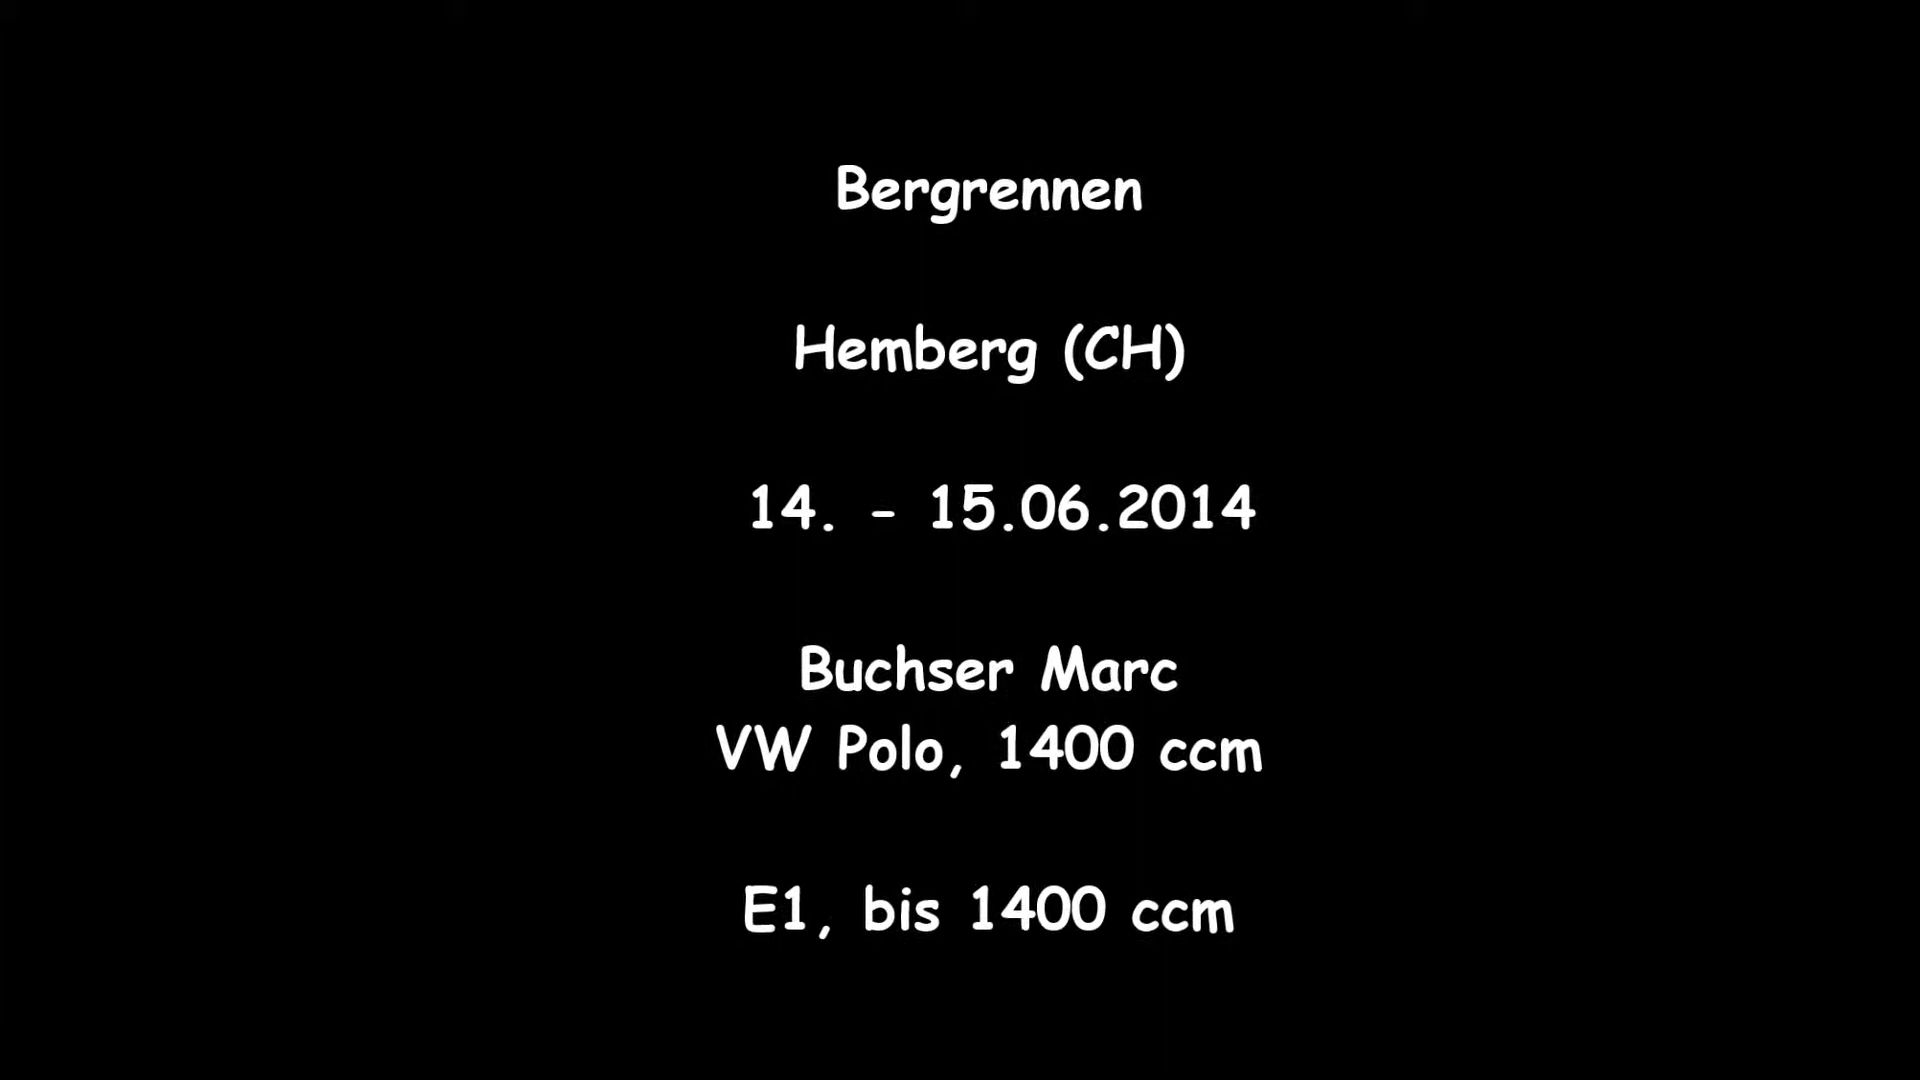 Bergrennen
Hemberg (CH)
14. - 15.06.2014
Buchser Marc
VW Polo, 1400 ccm
E1, bis 1400 ccm